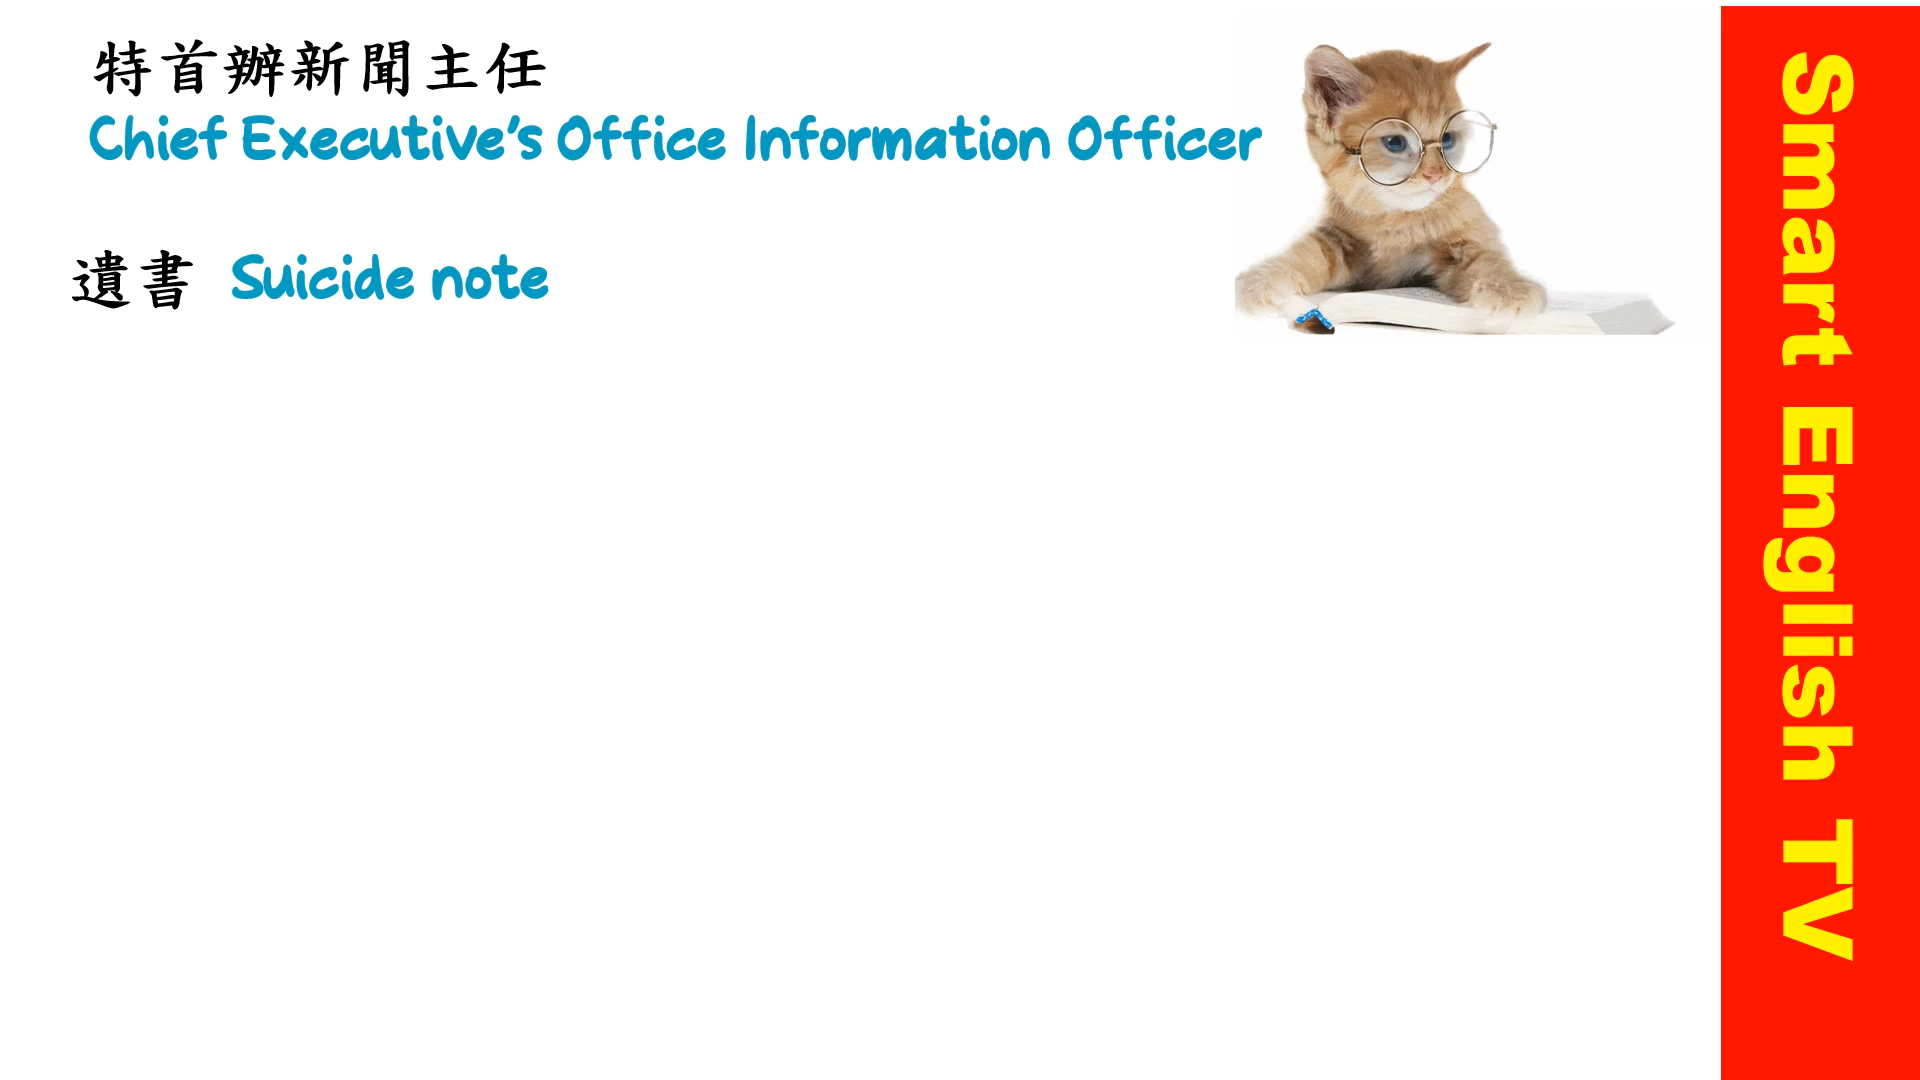 特首辦新聞主任
Chief Executive's Office Information Officer
遺書 Suicide note
Smart English TV